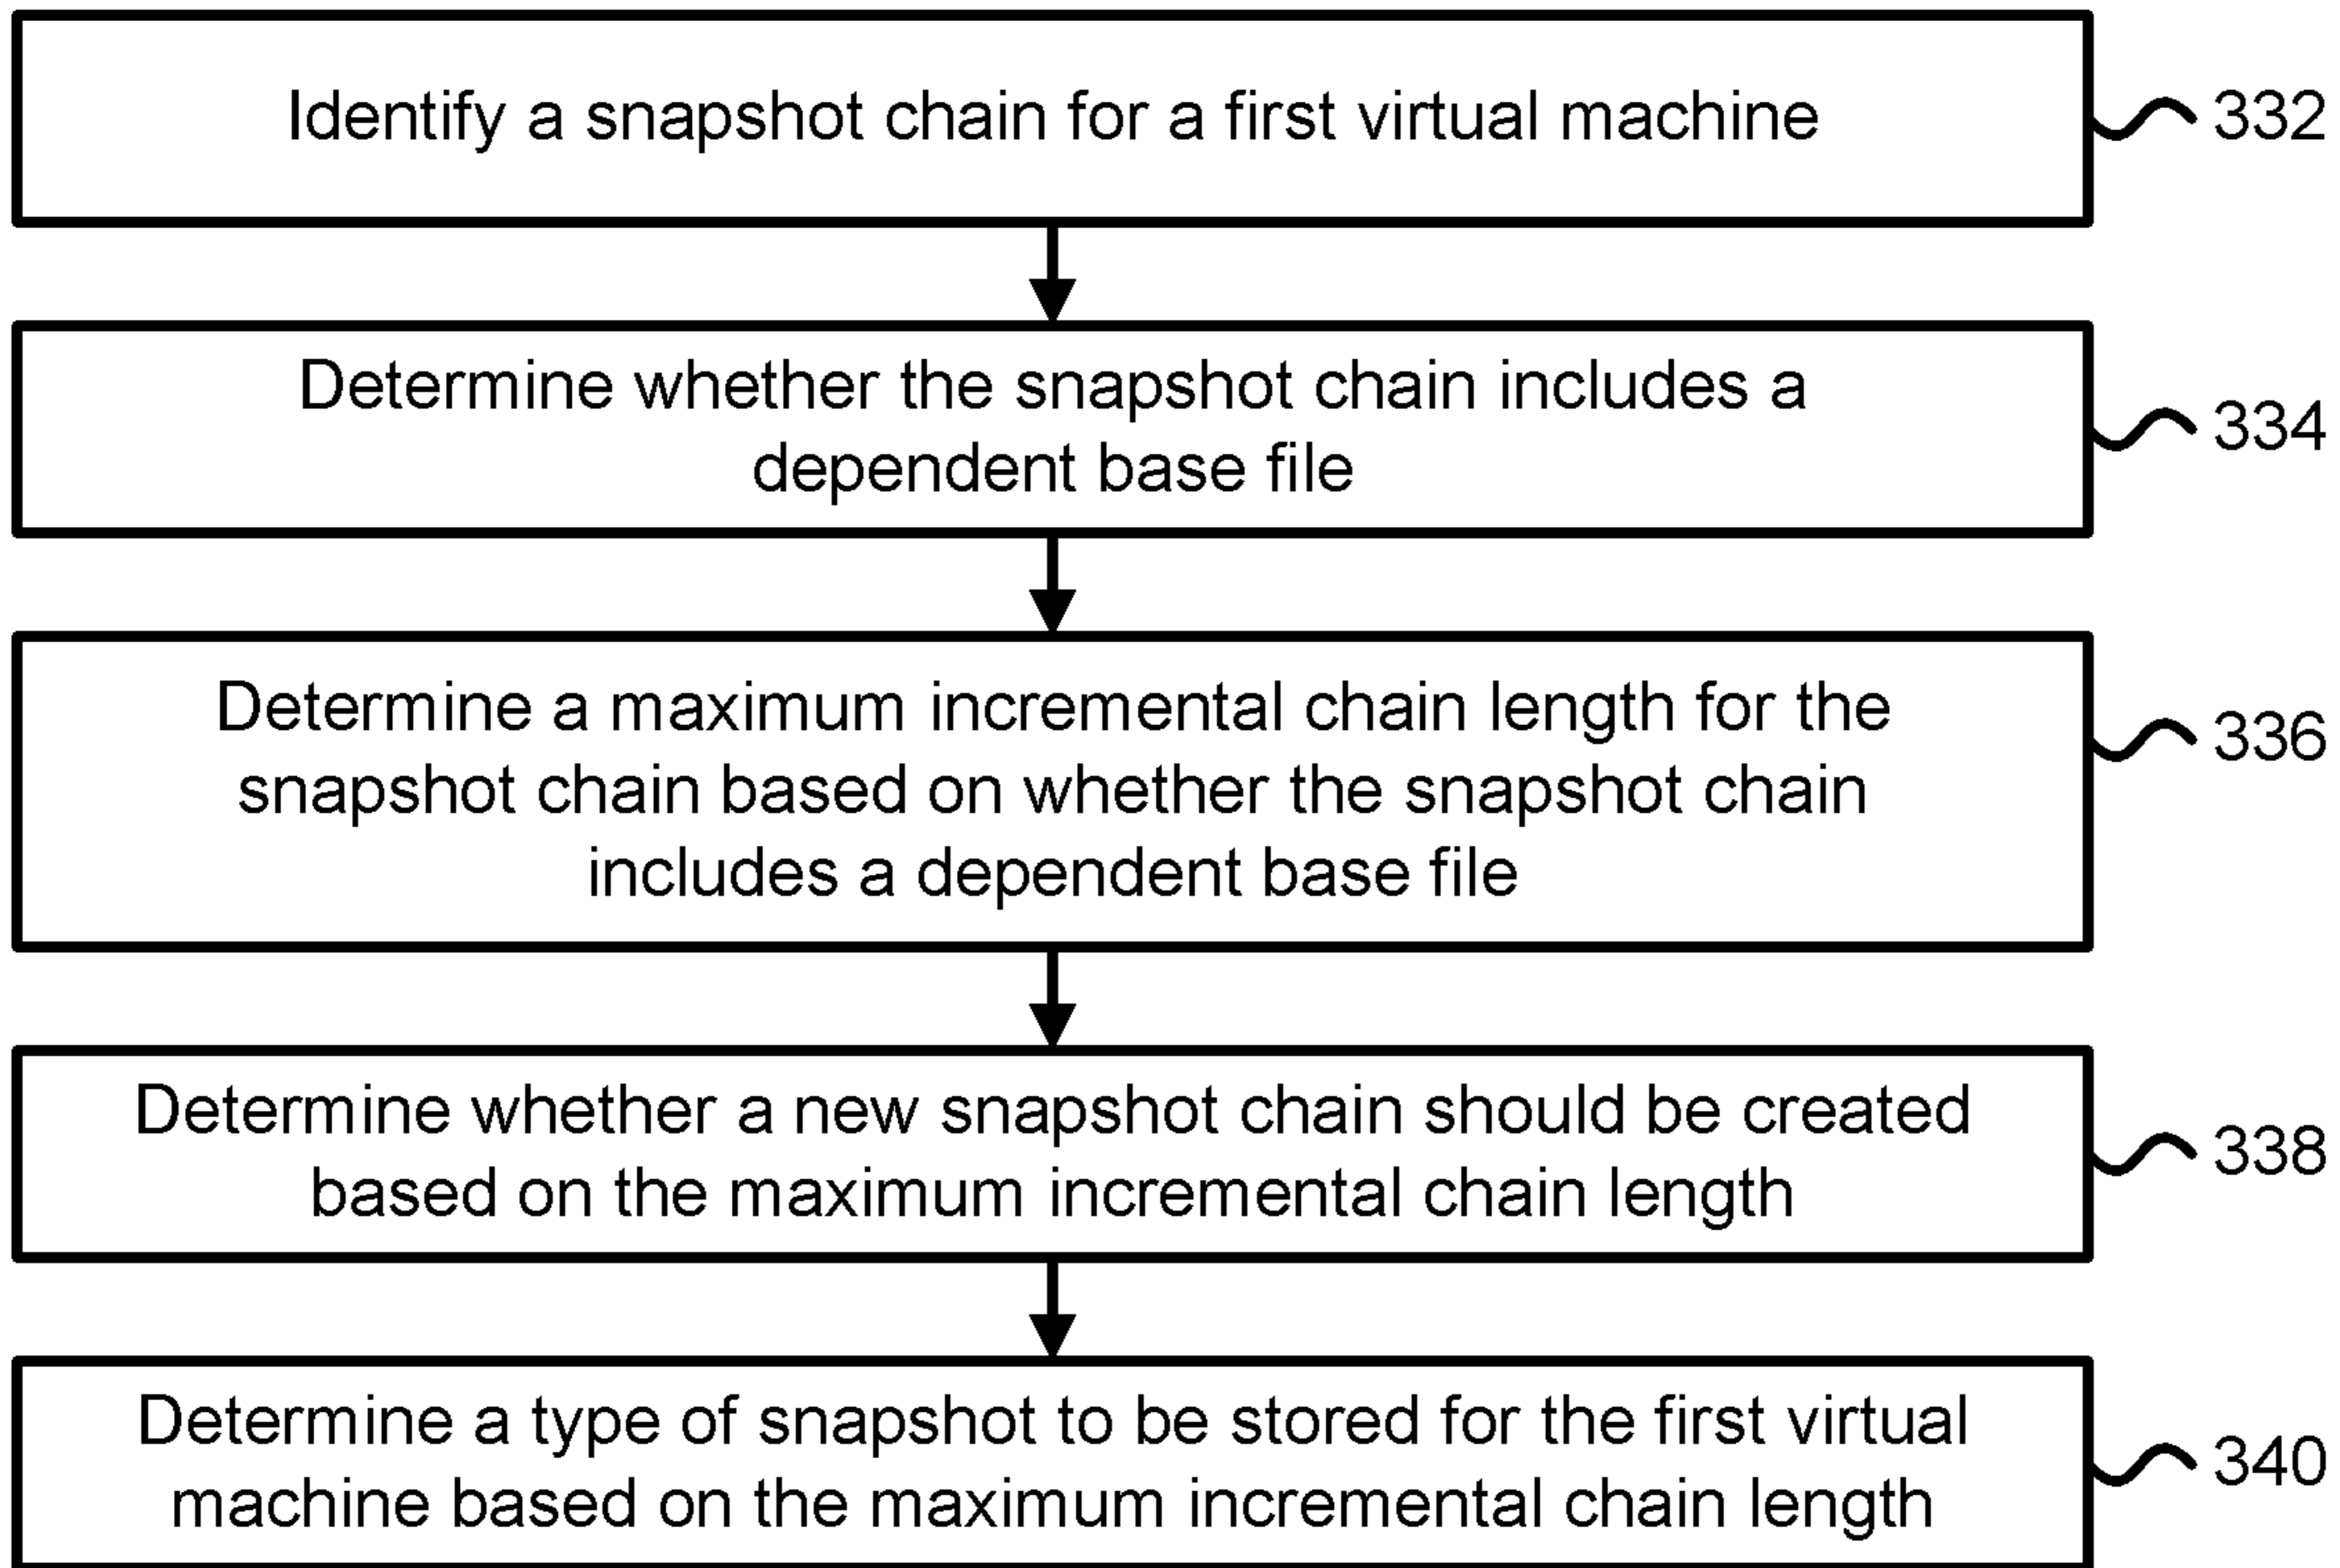 Identify a snapshot chain for a first virtual machine
332
Determine whether the snapshot chain includes a
dependent base file
334
Determine a maximum incremental chain length for the
snapshot chain based on whether the snapshot chain
includes a dependent base file
336
Determine whether a new snapshot chain should be created
based on the maximum incremental chain length
338
Determine a type of snapshot to be stored for the first virtual
machine based on the maximum incremental chain length
340